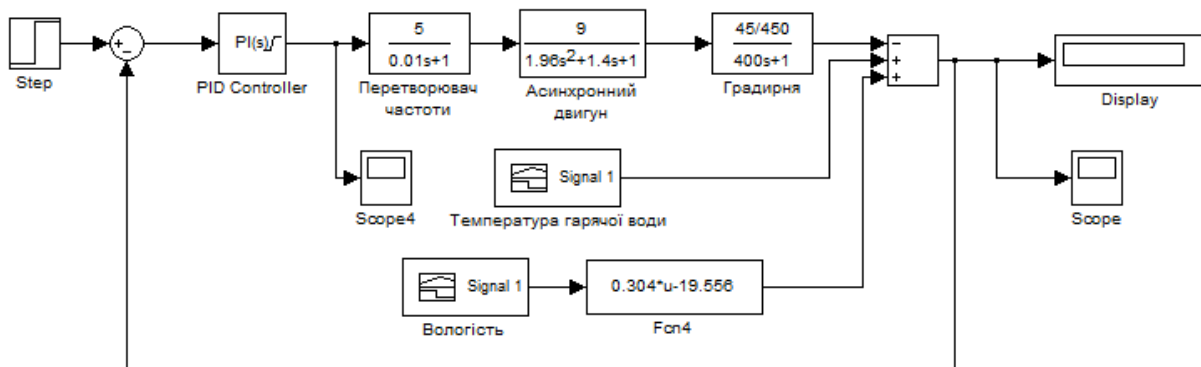 Step
PI(s)
PID Controller
5
0.01s+1
Перетворювач
частоти
9
1.96s²+1.4s+1
Асинхронний
двигун
45/450
400s+1
Градирня
Display
Scope4
Signal 1
Температура гарячої води
Scope
Signal 1
Вологість
0.304*u-19.556
Fcn4